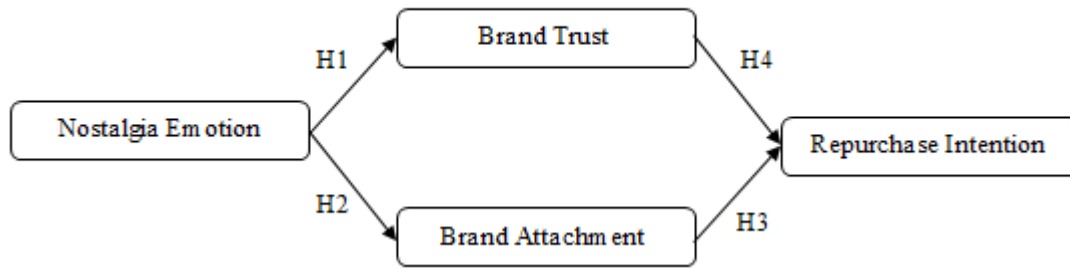 Brand Trust
H1
H4
Nostalgia Emotion
Repurchase Intention
H2
H3
Brand Attachment